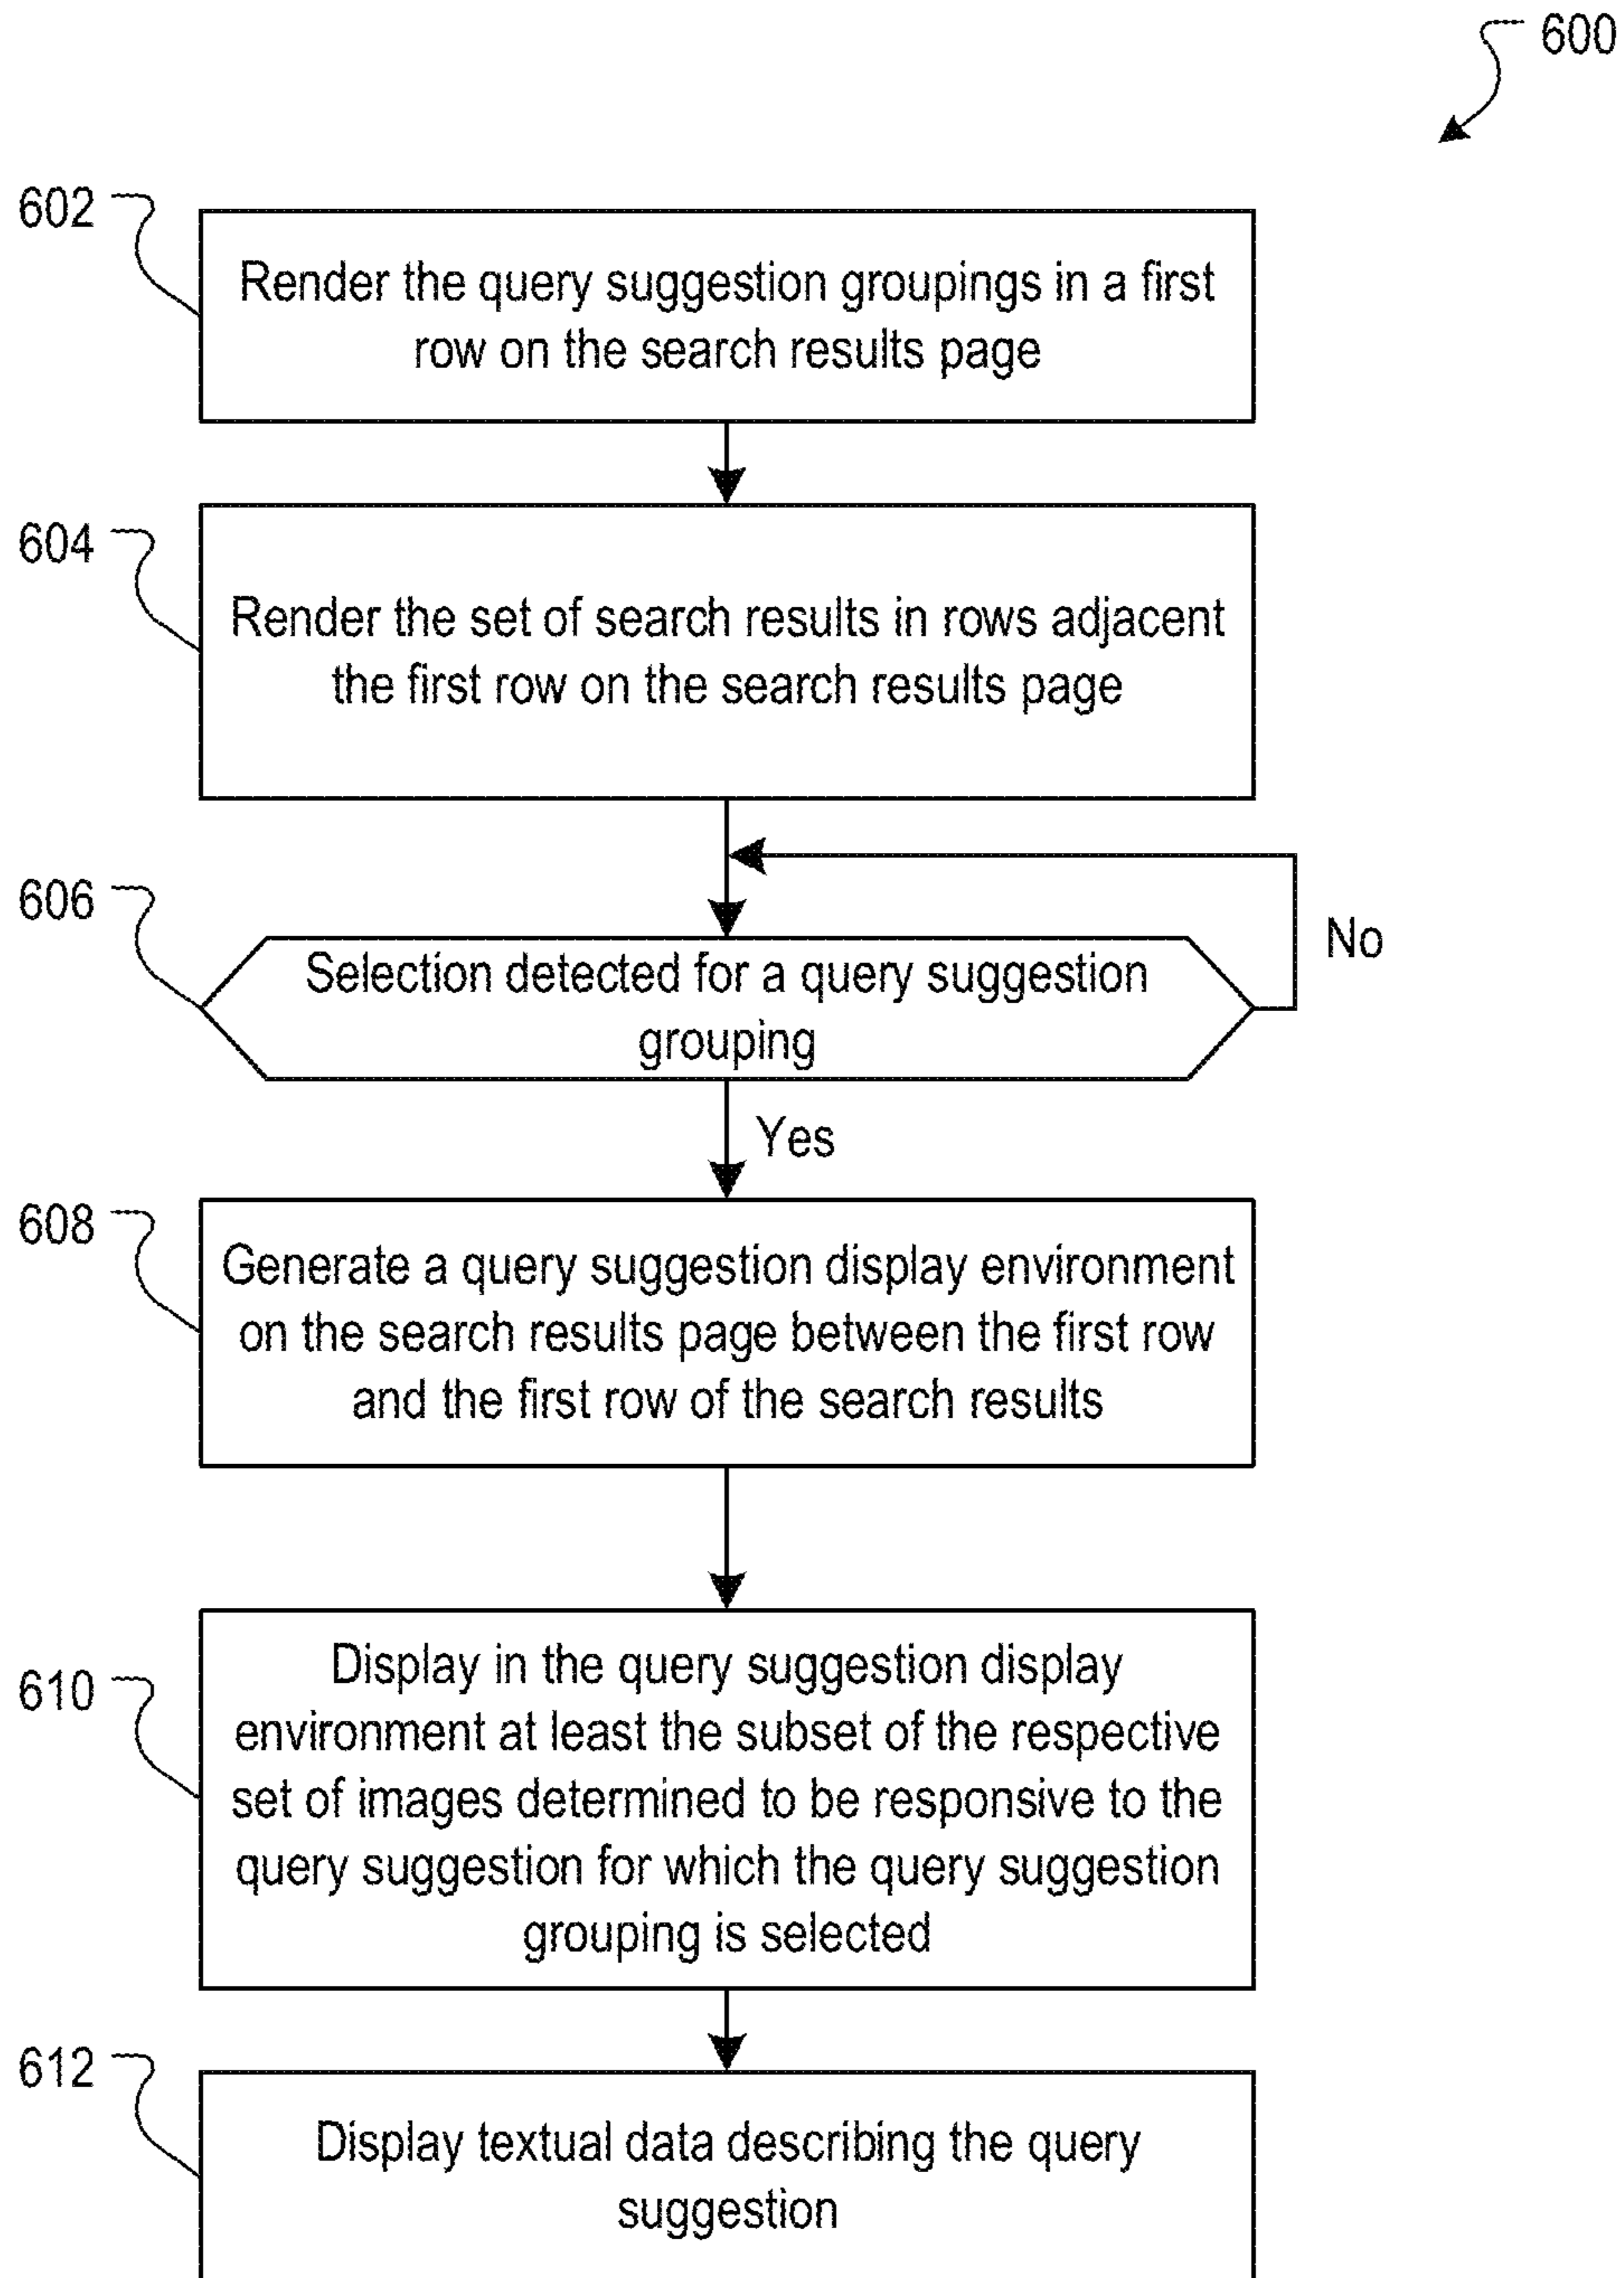 600
602
Render the query suggestion groupings in a first
row on the search results page
604
Render the set of search results in rows adjacent
the first row on the search results page
606
Selection detected for a query suggestion
grouping
No
Yes
608
Generate a query suggestion display environment
on the search results page between the first row
and the first row of the search results
610
Display in the query suggestion display
environment at least the subset of the respective
set of images determined to be responsive to the
query suggestion for which the query suggestion
grouping is selected
612
Display textual data describing the query
suggestion